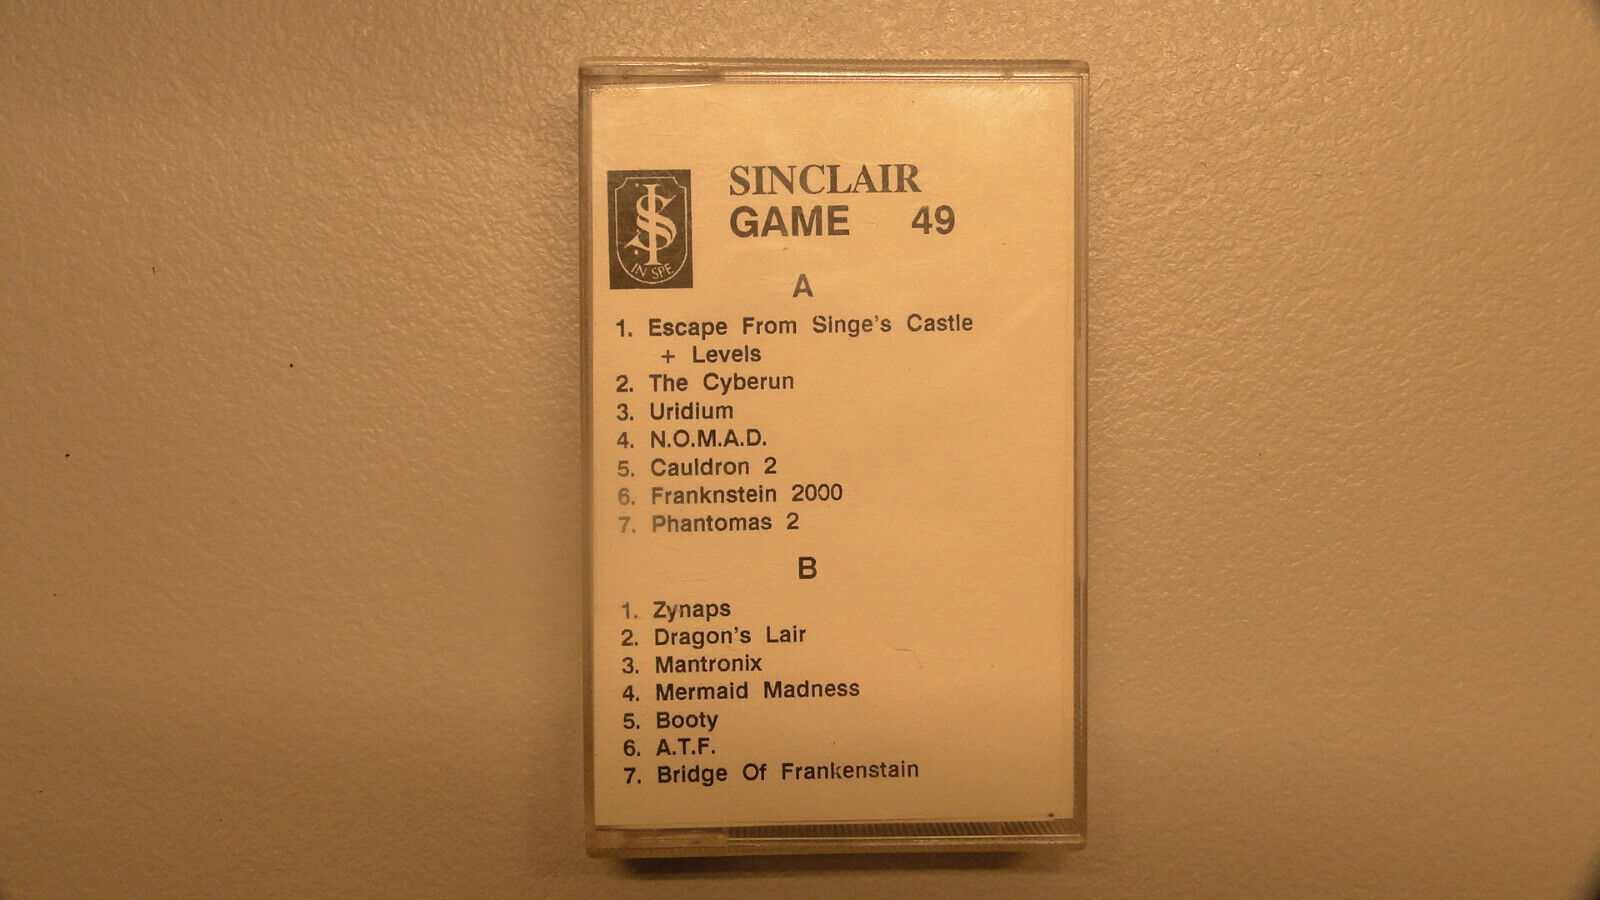 SINCLAIR
GAME 49
IN SPE
A
1. Escape From Singe's Castle
+ Levels
2. The Cyberun
3. Uridium
4. N.O.M.A.D.
5. Cauldron 2
6. Franknstein 2000
7. Phantomas 2
B
1. Zynaps
2. Dragon's Lair
3. Mantronix
4. Mermaid Madness
5. Booty
6. A.T.F.
7. Bridge Of Frankenstain